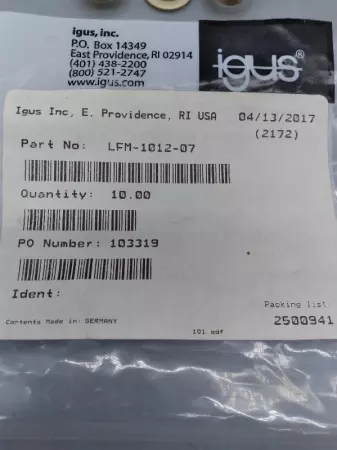 igus, inc.
P.O. Box 14349
East Providence, RI 02914
(401) 438-2200
(800) 521-2747
www.igus.com
igus®
Igus Inc, E. Providence, RI USA 04/13/2017
(2172)
Part No: LFM-1012-07
Quantity: 10.00
PO Number: 103319
Ident:
Packing list:
2500941
Contents Made in: GERMANY
101 adf